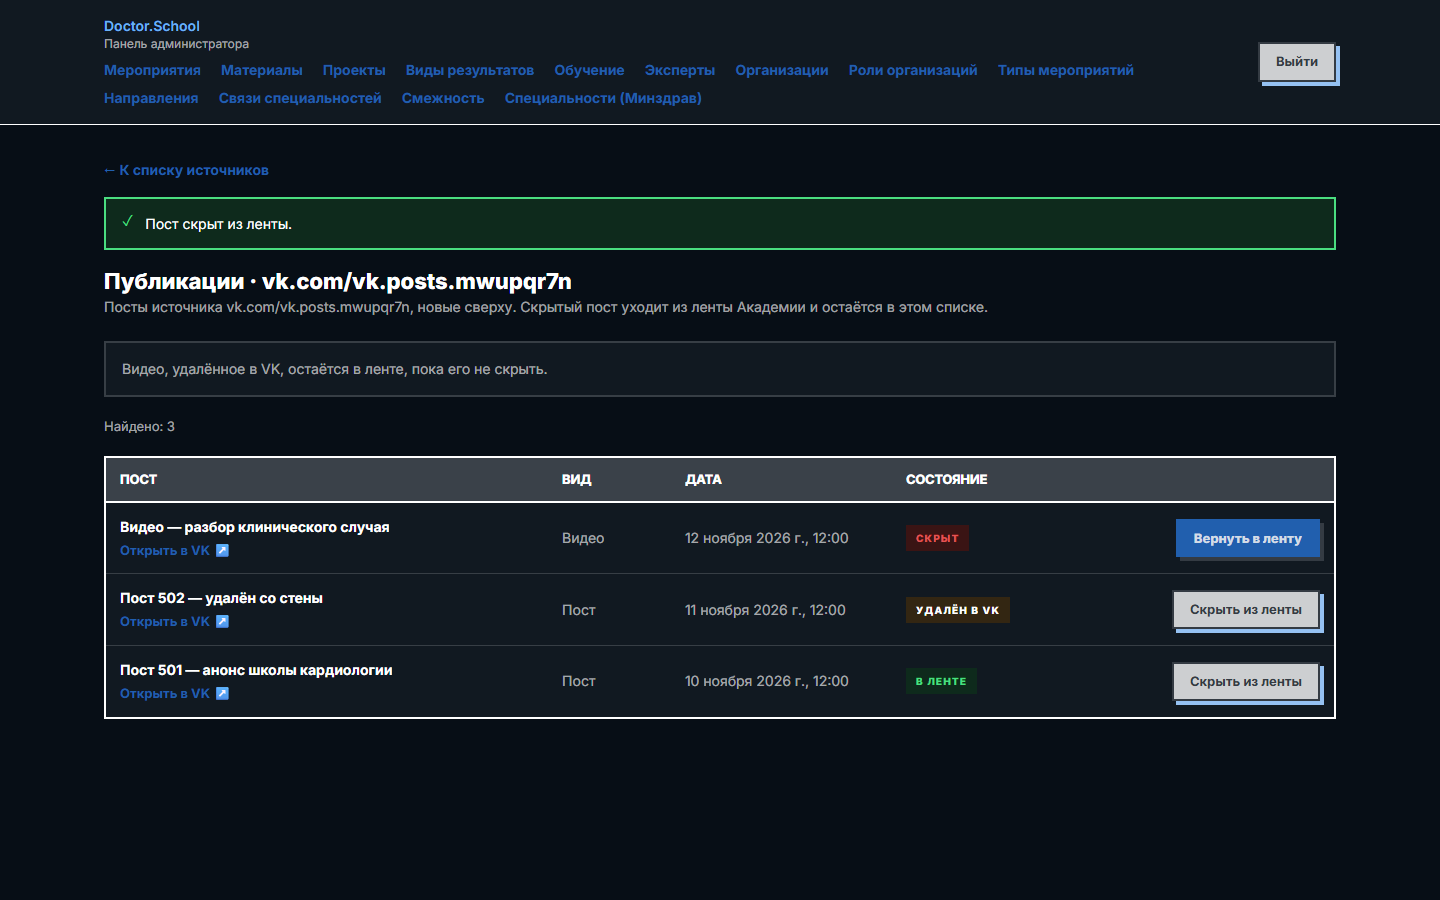 Doctor.School
Панель администратора
Мероприятия Материалы Проекты Виды результатов Обучение Эксперты Организации Роли организаций Типы мероприятий
Направления Связи специальностей Смежность Специальности (Минздрав)
Выйти
← К списку источников
✓ Пост скрыт из ленты.
Публикации · vk.com/vk.posts.mwupqr7n
Посты источника vk.com/vk.posts.mwupqr7n, новые сверху. Скрытый пост уходит из ленты Академии и остаётся в этом списке.
Видео, удалённое в VK, остаётся в ленте, пока его не скрыть.
Найдено: 3
ПОСТ ВИД ДАТА СОСТОЯНИЕ
Видео — разбор клинического случая
Открыть в VK ↗
Видео 12 ноября 2026 г., 12:00 СКРЫТ Вернуть в ленту
Пост 502 — удалён со стены
Открыть в VK ↗
Пост 11 ноября 2026 г., 12:00 УДАЛЁН В VK Скрыть из ленты
Пост 501 — анонс школы кардиологии
Открыть в VK ↗
Пост 10 ноября 2026 г., 12:00 В ЛЕНТЕ Скрыть из ленты